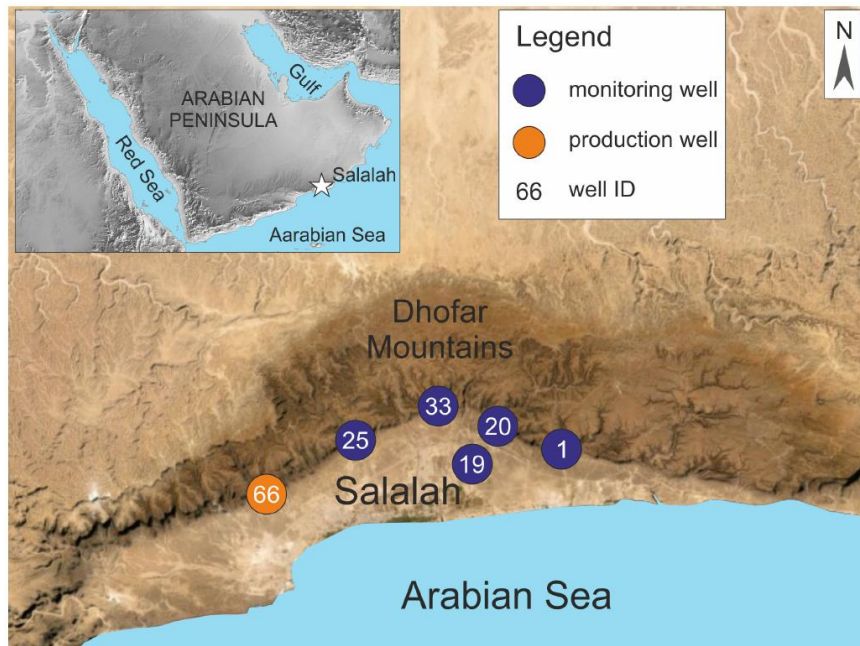 ARABIAN
PENINSULA
Gulf
Red Sea
Salalah
Aarabian Sea
Legend
monitoring well
production well
66 well ID
N
Dhofar
Mountains
33
20
25
1
19
66
Salalah
Arabian Sea